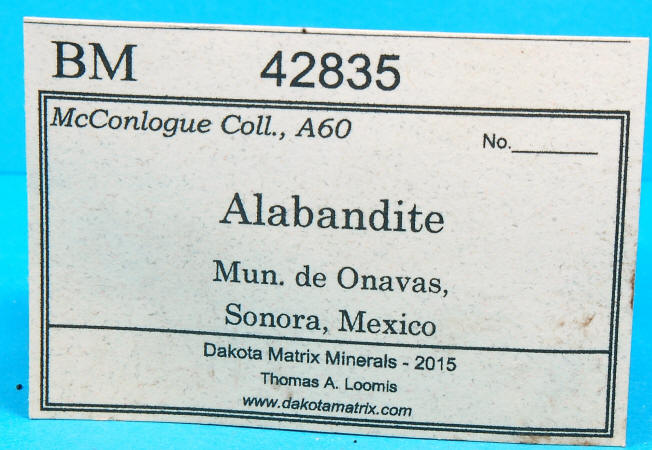 BM 42835
McConlogue Coll., A60
No.______
Alabandite
Mun. de Onavas,
Sonora, Mexico
Dakota Matrix Minerals - 2015
Thomas A. Loomis
www.dakotamatrix.com